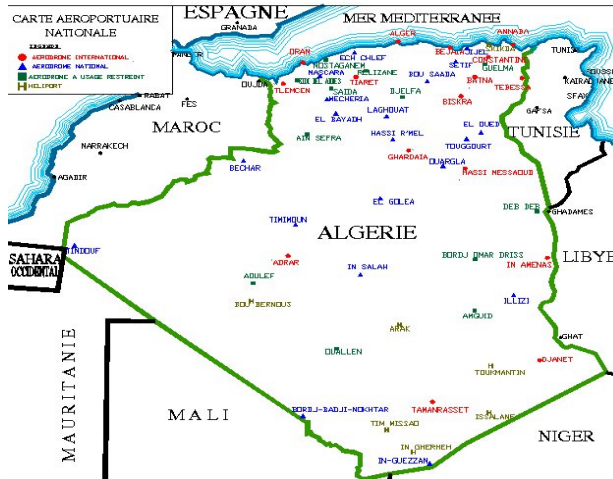 CARTE AEROPORTUAIRE
NATIONALE
LEGENDE
AERODROME INTERNATIONAL
AERODROME NATIONAL
AERODROME A USAGE RESTREINT
HELIPORT
ESPAGNE
GRANADA
MER MEDITERRANEE
ALGER
ANNABA
SKIKDA
TUNIS
ORAN
ECH CHLEF
BEJAIA
JIJEL
CONSTANTINE
MOSTAGANEM
MASCARA
RELIZANE
SETIF
GUELMA
RABAT
OUJDA
TIARET
BOU SAADA
BATNA
KAIRAOUANE
TLEMCEN
SAIDA
DJELFA
TEBESSA
SFAX
CASABLANCA
FES
MECHERIA
BISKRA
GAFSA
EL BAYADH
LAGHOUAT
EL OUED
TUNISIE
MAROC
AIN SEFRA
HASSI R'MEL
TOUGGOURT
MARRAKECH
GHARDAIA
BECHAR
OUARGLA
HASSI MESSAOUD
AGADIR
EL GOLEA
DEB DEB
GHADAMES
TIMIMOUN
ALGERIE
TINDOUF
SAHARA
OCCIDENTAL
LIBYE
ADRAR
BORDJ OMAR DRISS
IN AMENAS
IN SALAH
AOULEF
BOU BERNOUS
ILLIZI
AMGUID
ARAK
GHAT
OUALLEN
DJANET
TOUKMANTIN
MAURITANIE
MALI
TAMANRASSET
BORDJ-BADJI-MOKHTAR
ISSALANE
TIM MISSAO
NIGER
IN GHERHEH
IN-GUEZZAN